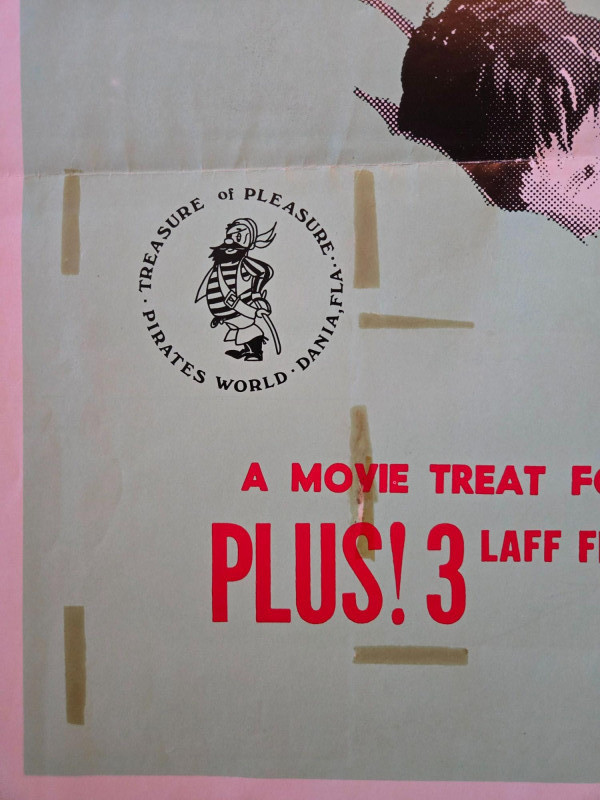 · TREASURE of PLEASURE ·
· PIRATES WORLD · DANIA, FLA.
A MOVIE TREAT
PLUS! 3 LAFF